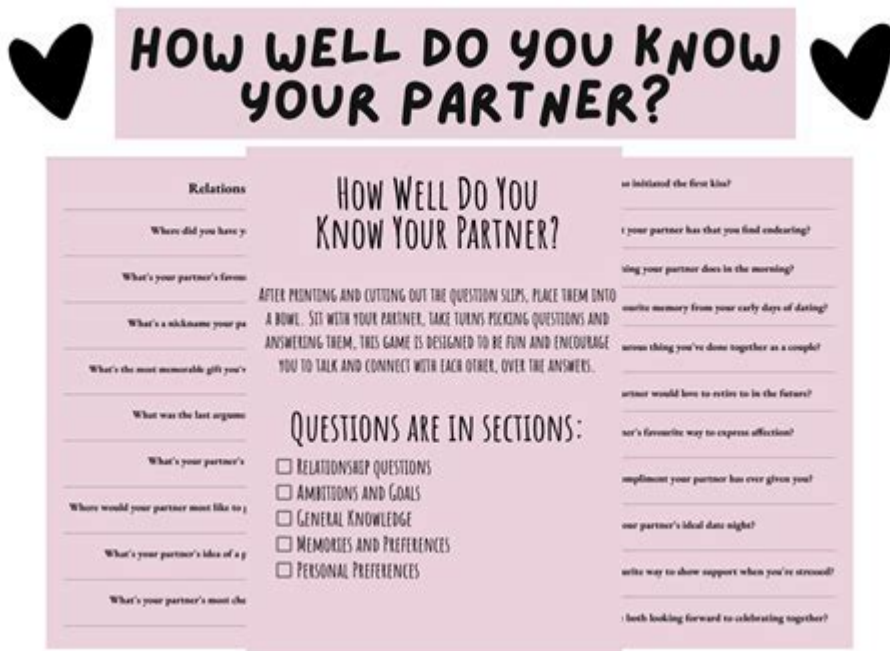 HOW WELL DO YOU KNOW
YOUR PARTNER?
Relations
Where did you have y
What's your partner's favou
What's a nickname your pa
What's the most memorable gift you'v
What was the last argum
What's your partner's
Where would your partner most like to
What's your partner's idea of a
What's your partner's most che
HOW WELL DO YOU
KNOW YOUR PARTNER?
AFTER PRINTING AND CUTTING OUT THE QUESTION SLIPS, PLACE THEM INTO
A BOWL. SIT WITH YOUR PARTNER, TAKE TURNS PICKING QUESTIONS AND
ANSWERING THEM, THIS GAME IS DESIGNED TO BE FUN AND ENCOURAGE
YOU TO TALK AND CONNECT WITH EACH OTHER, OVER THE ANSWERS.
QUESTIONS ARE IN SECTIONS:
RELATIONSHIP QUESTIONS
AMBITIONS AND GOALS
GENERAL KNOWLEDGE
MEMORIES AND PREFERENCES
PERSONAL PREFERENCES
o initiated the first kiss?
your partner has that you find endearing?
ing your partner does in the morning?
ourite memory from your early days of dating?
urous thing you've done together as a couple?
artner would love to retire to in the future?
ner's favourite way to express affection?
mpliment your partner has ever given you?
our partner's ideal date night?
urite way to show support when you're stressed?
both looking forward to celebrating together?